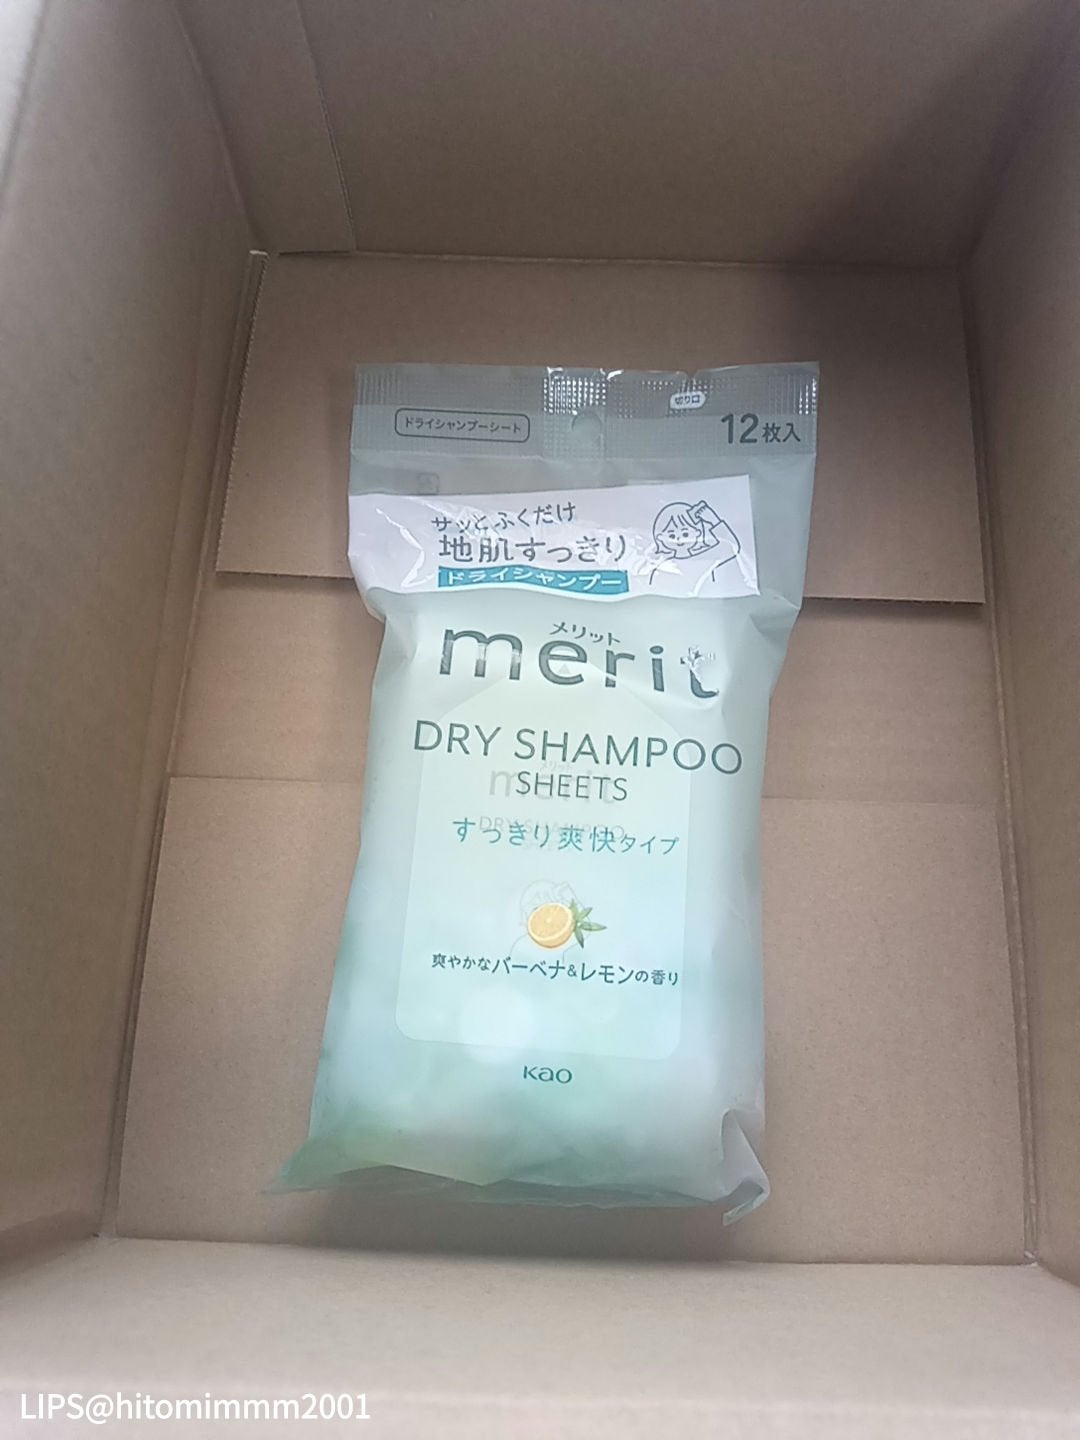 切り口
ドライシャンプーシート
12枚入
サッとふくだけ
地肌すっきり
ドライシャンプー
メリット
merit
DRY SHAMPOO
SHEETS
すっきり爽快タイプ
爽やかなバーベナ&レモンの香り
Kao
LIPS@hitomimmm2001